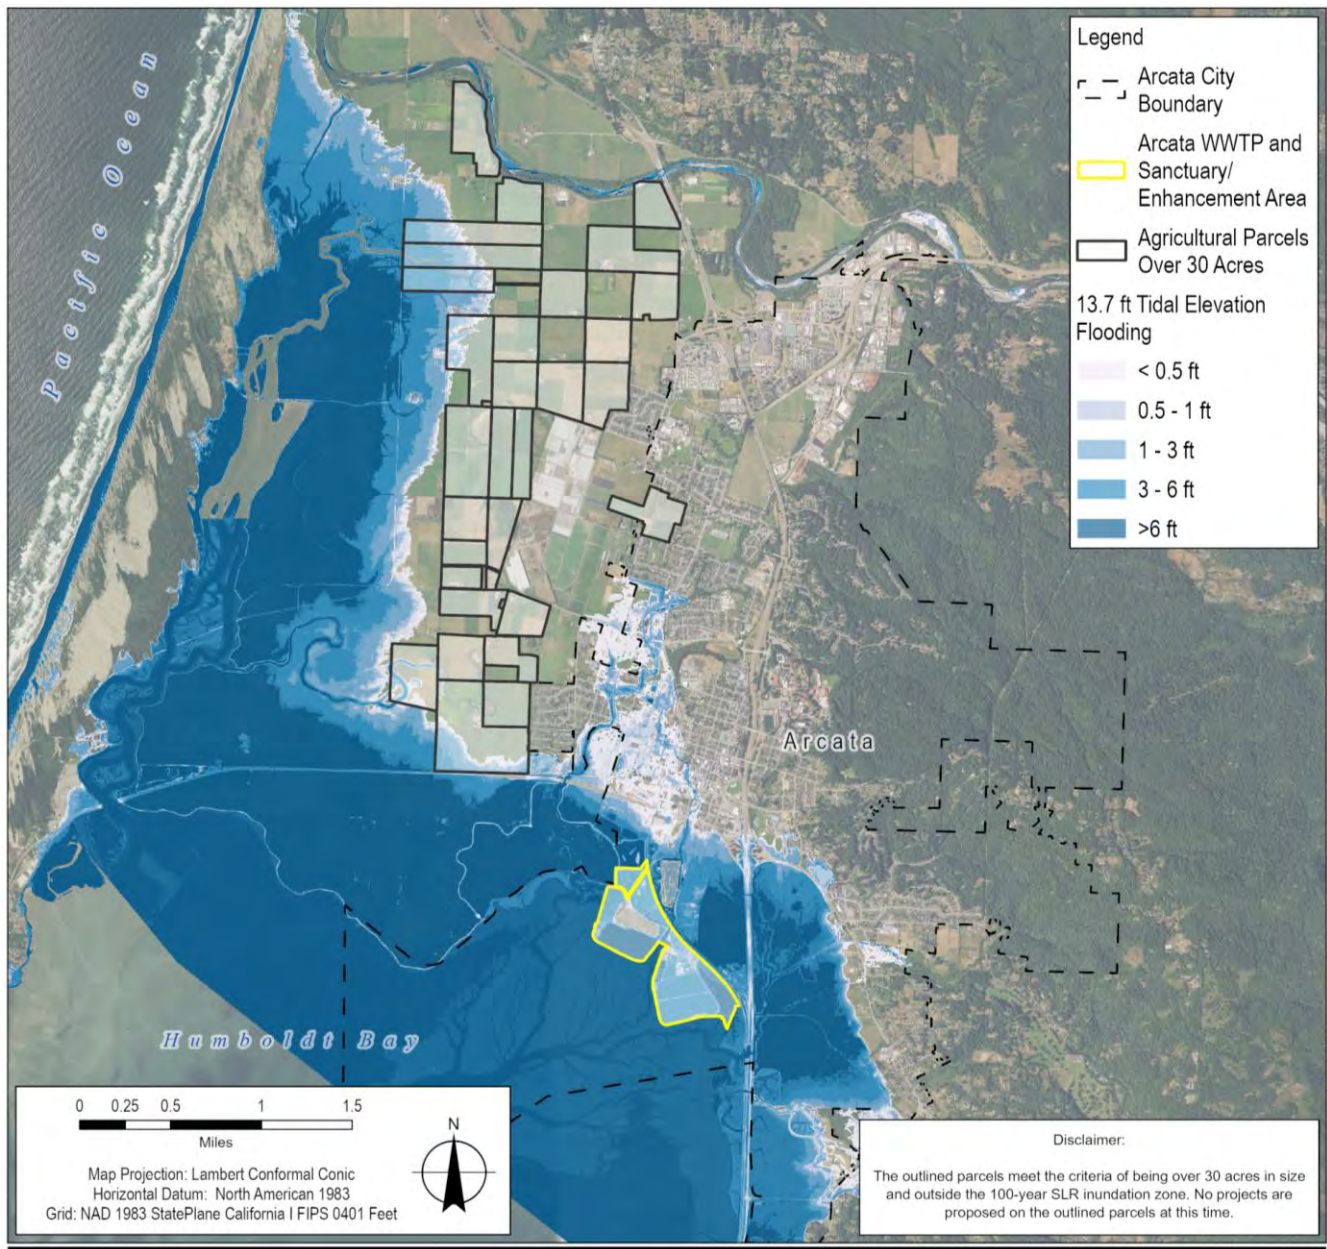 Pacific Ocean
Legend
Arcata City
Boundary
Arcata WWTP and
Sanctuary/
Enhancement Area
Agricultural Parcels
Over 30 Acres
13.7 ft Tidal Elevation
Flooding
< 0.5 ft
0.5 - 1 ft
1 - 3 ft
3 - 6 ft
>6 ft
Arcata
Humboldt Bay
0 0.25 0.5 1 1.5
Miles
N
Map Projection: Lambert Conformal Conic
Horizontal Datum: North American 1983
Grid: NAD 1983 StatePlane California I FIPS 0401 Feet
Disclaimer:
The outlined parcels meet the criteria of being over 30 acres in size
and outside the 100-year SLR inundation zone. No projects are
proposed on the outlined parcels at this time.